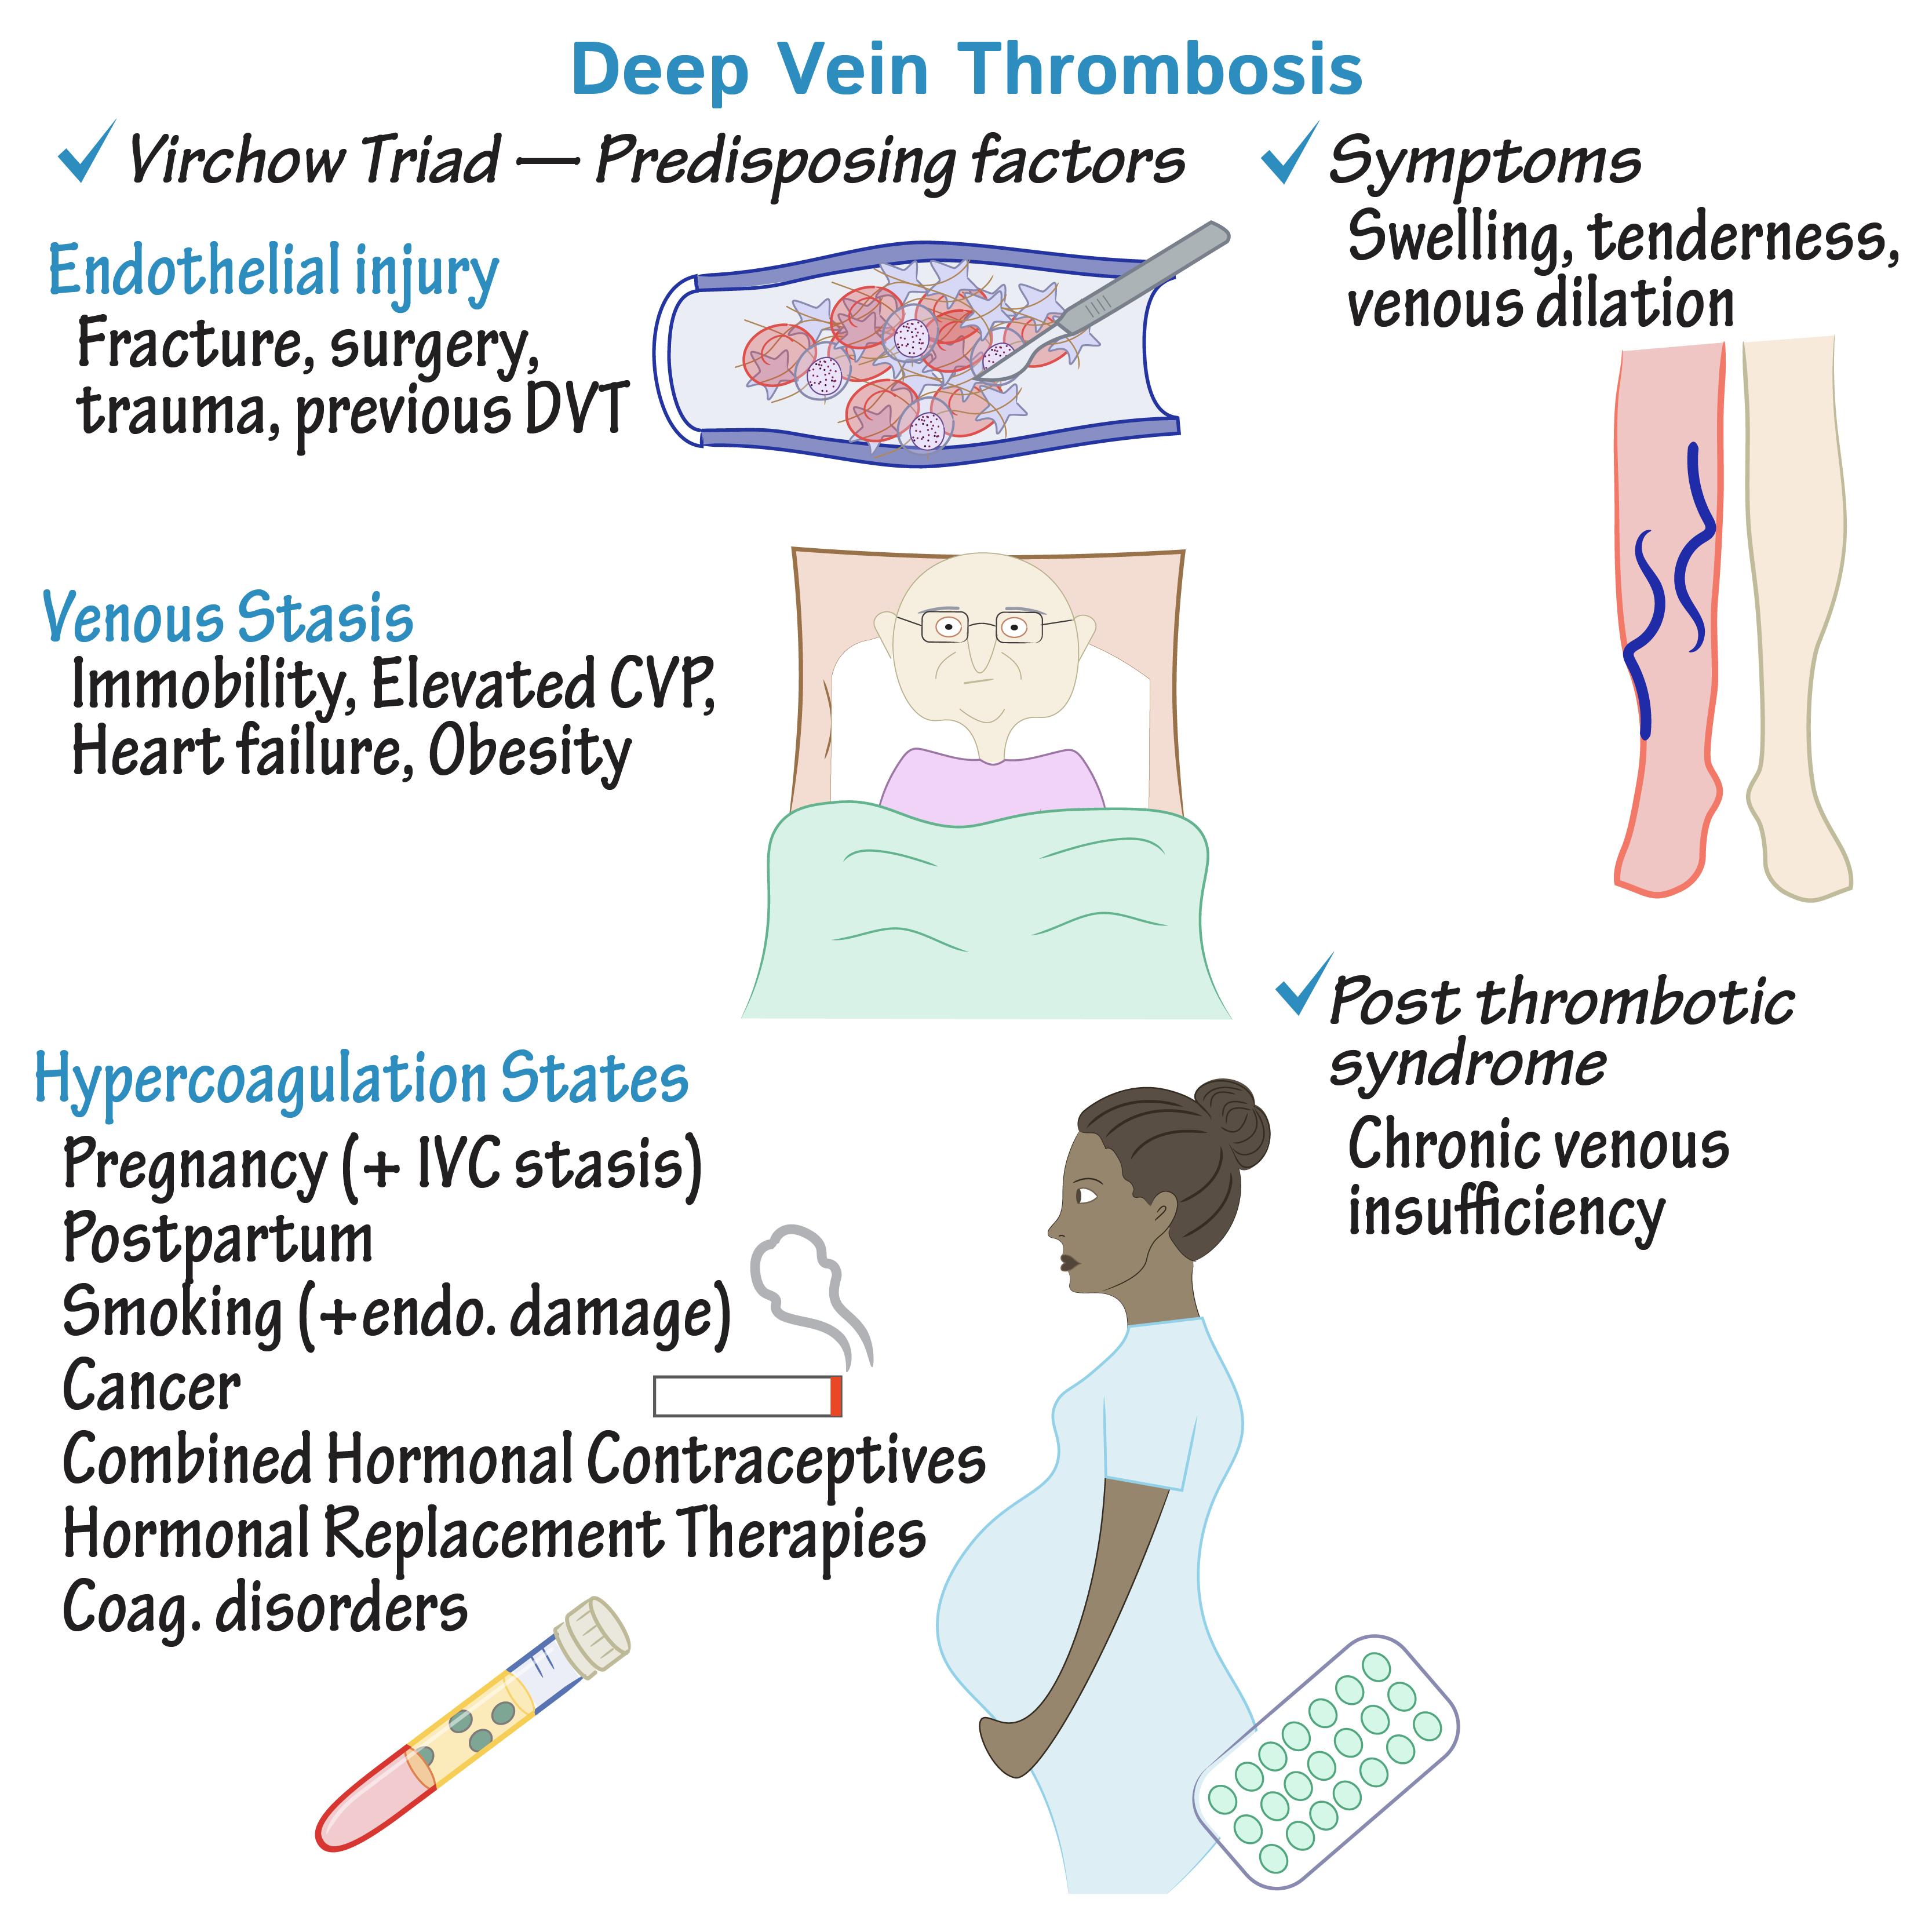 Deep Vein Thrombosis
Virchow Triad — Predisposing factors
Endothelial injury
Fracture, surgery,
trauma, previous DVT
Venous Stasis
Immobility, Elevated CVP,
Heart failure, Obesity
Hypercoagulation States
Pregnancy (+ IVC stasis)
Postpartum
Smoking (+endo. damage)
Cancer
Combined Hormonal Contraceptives
Hormonal Replacement Therapies
Coag. disorders
Symptoms
Swelling, tenderness,
venous dilation
Post thrombotic
syndrome
Chronic venous
insufficiency